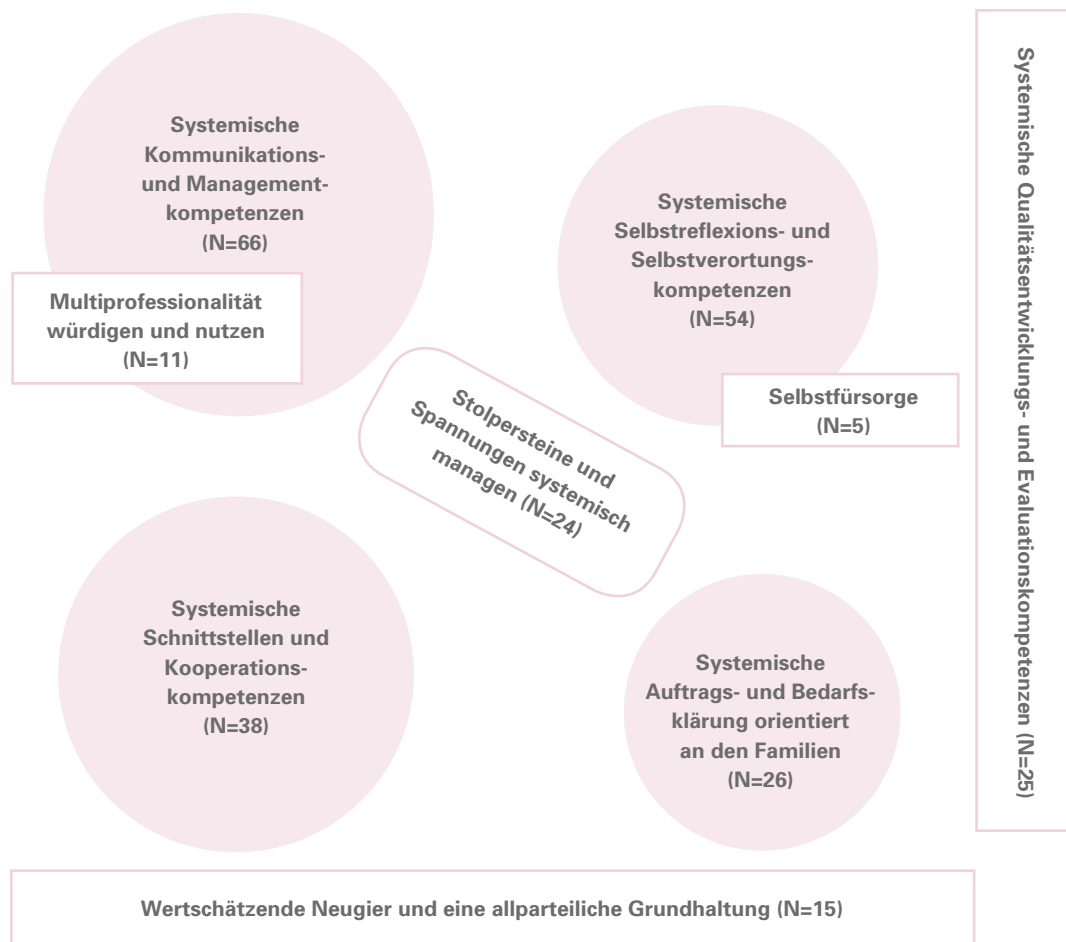 Systemische
Kommunikations-
und Management-
kompetenzen
(N=66)
Multiprofessionalität
würdigen und nutzen
(N=11)
Systemische
Selbstreflexions- und
Selbstverortungs-
kompetenzen
(N=54)
Selbstfürsorge
(N=5)
Stolpersteine und
Spannungen systemisch
managen (N=24)
Systemische
Schnittstellen und
Kooperations-
kompetenzen
(N=38)
Systemische
Auftrags- und Bedarfs-
klärung orientiert
an den Familien
(N=26)
Systemische Qualitätsentwicklungs- und Evaluationskompetenzen (N=25)
Wertschätzende Neugier und eine allparteiliche Grundhaltung (N=15)